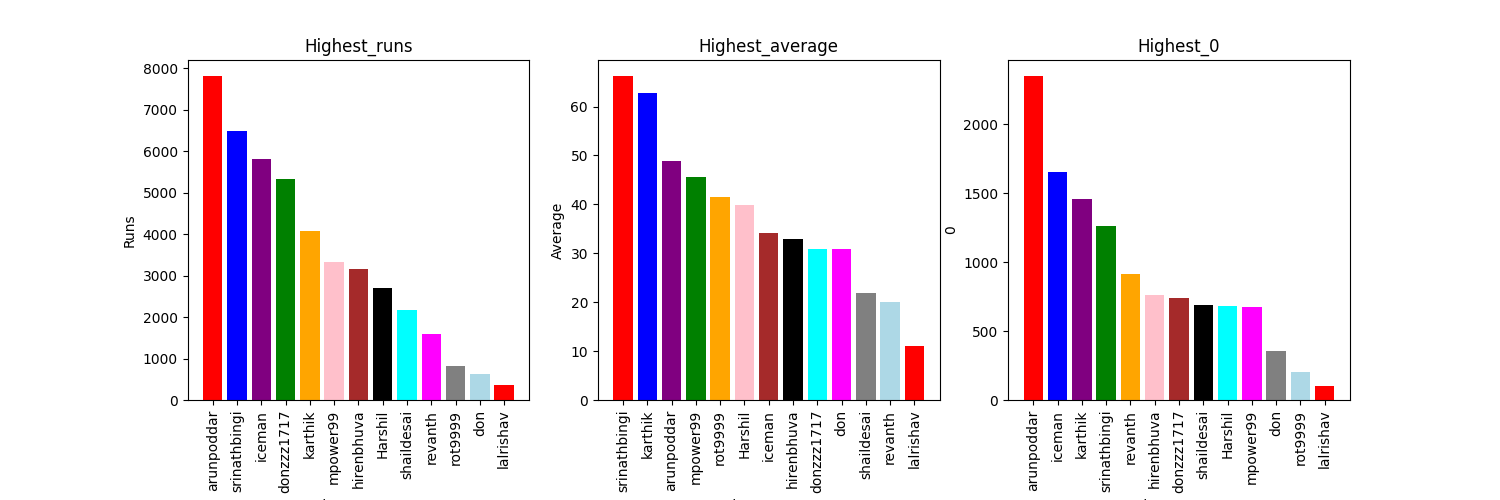 Highest_runs
Runs
8000
7000
6000
5000
4000
3000
2000
1000
0
arunpoddar
srinathbingi
iceman
donzzz1717
karthik
mpower99
hirenbhuva
Harshil
shaildesai
revanth
rot9999
don
lalrishav
Highest_average
Average
60
50
40
30
20
10
0
srinathbingi
karthik
arunpoddar
mpower99
rot9999
Harshil
iceman
hirenbhuva
donzzz1717
don
shaildesai
revanth
lalrishav
Highest_0
0
2000
1500
1000
500
0
arunpoddar
iceman
karthik
srinathbingi
revanth
hirenbhuva
donzzz1717
shaildesai
Harshil
mpower99
don
rot9999
lalrishav